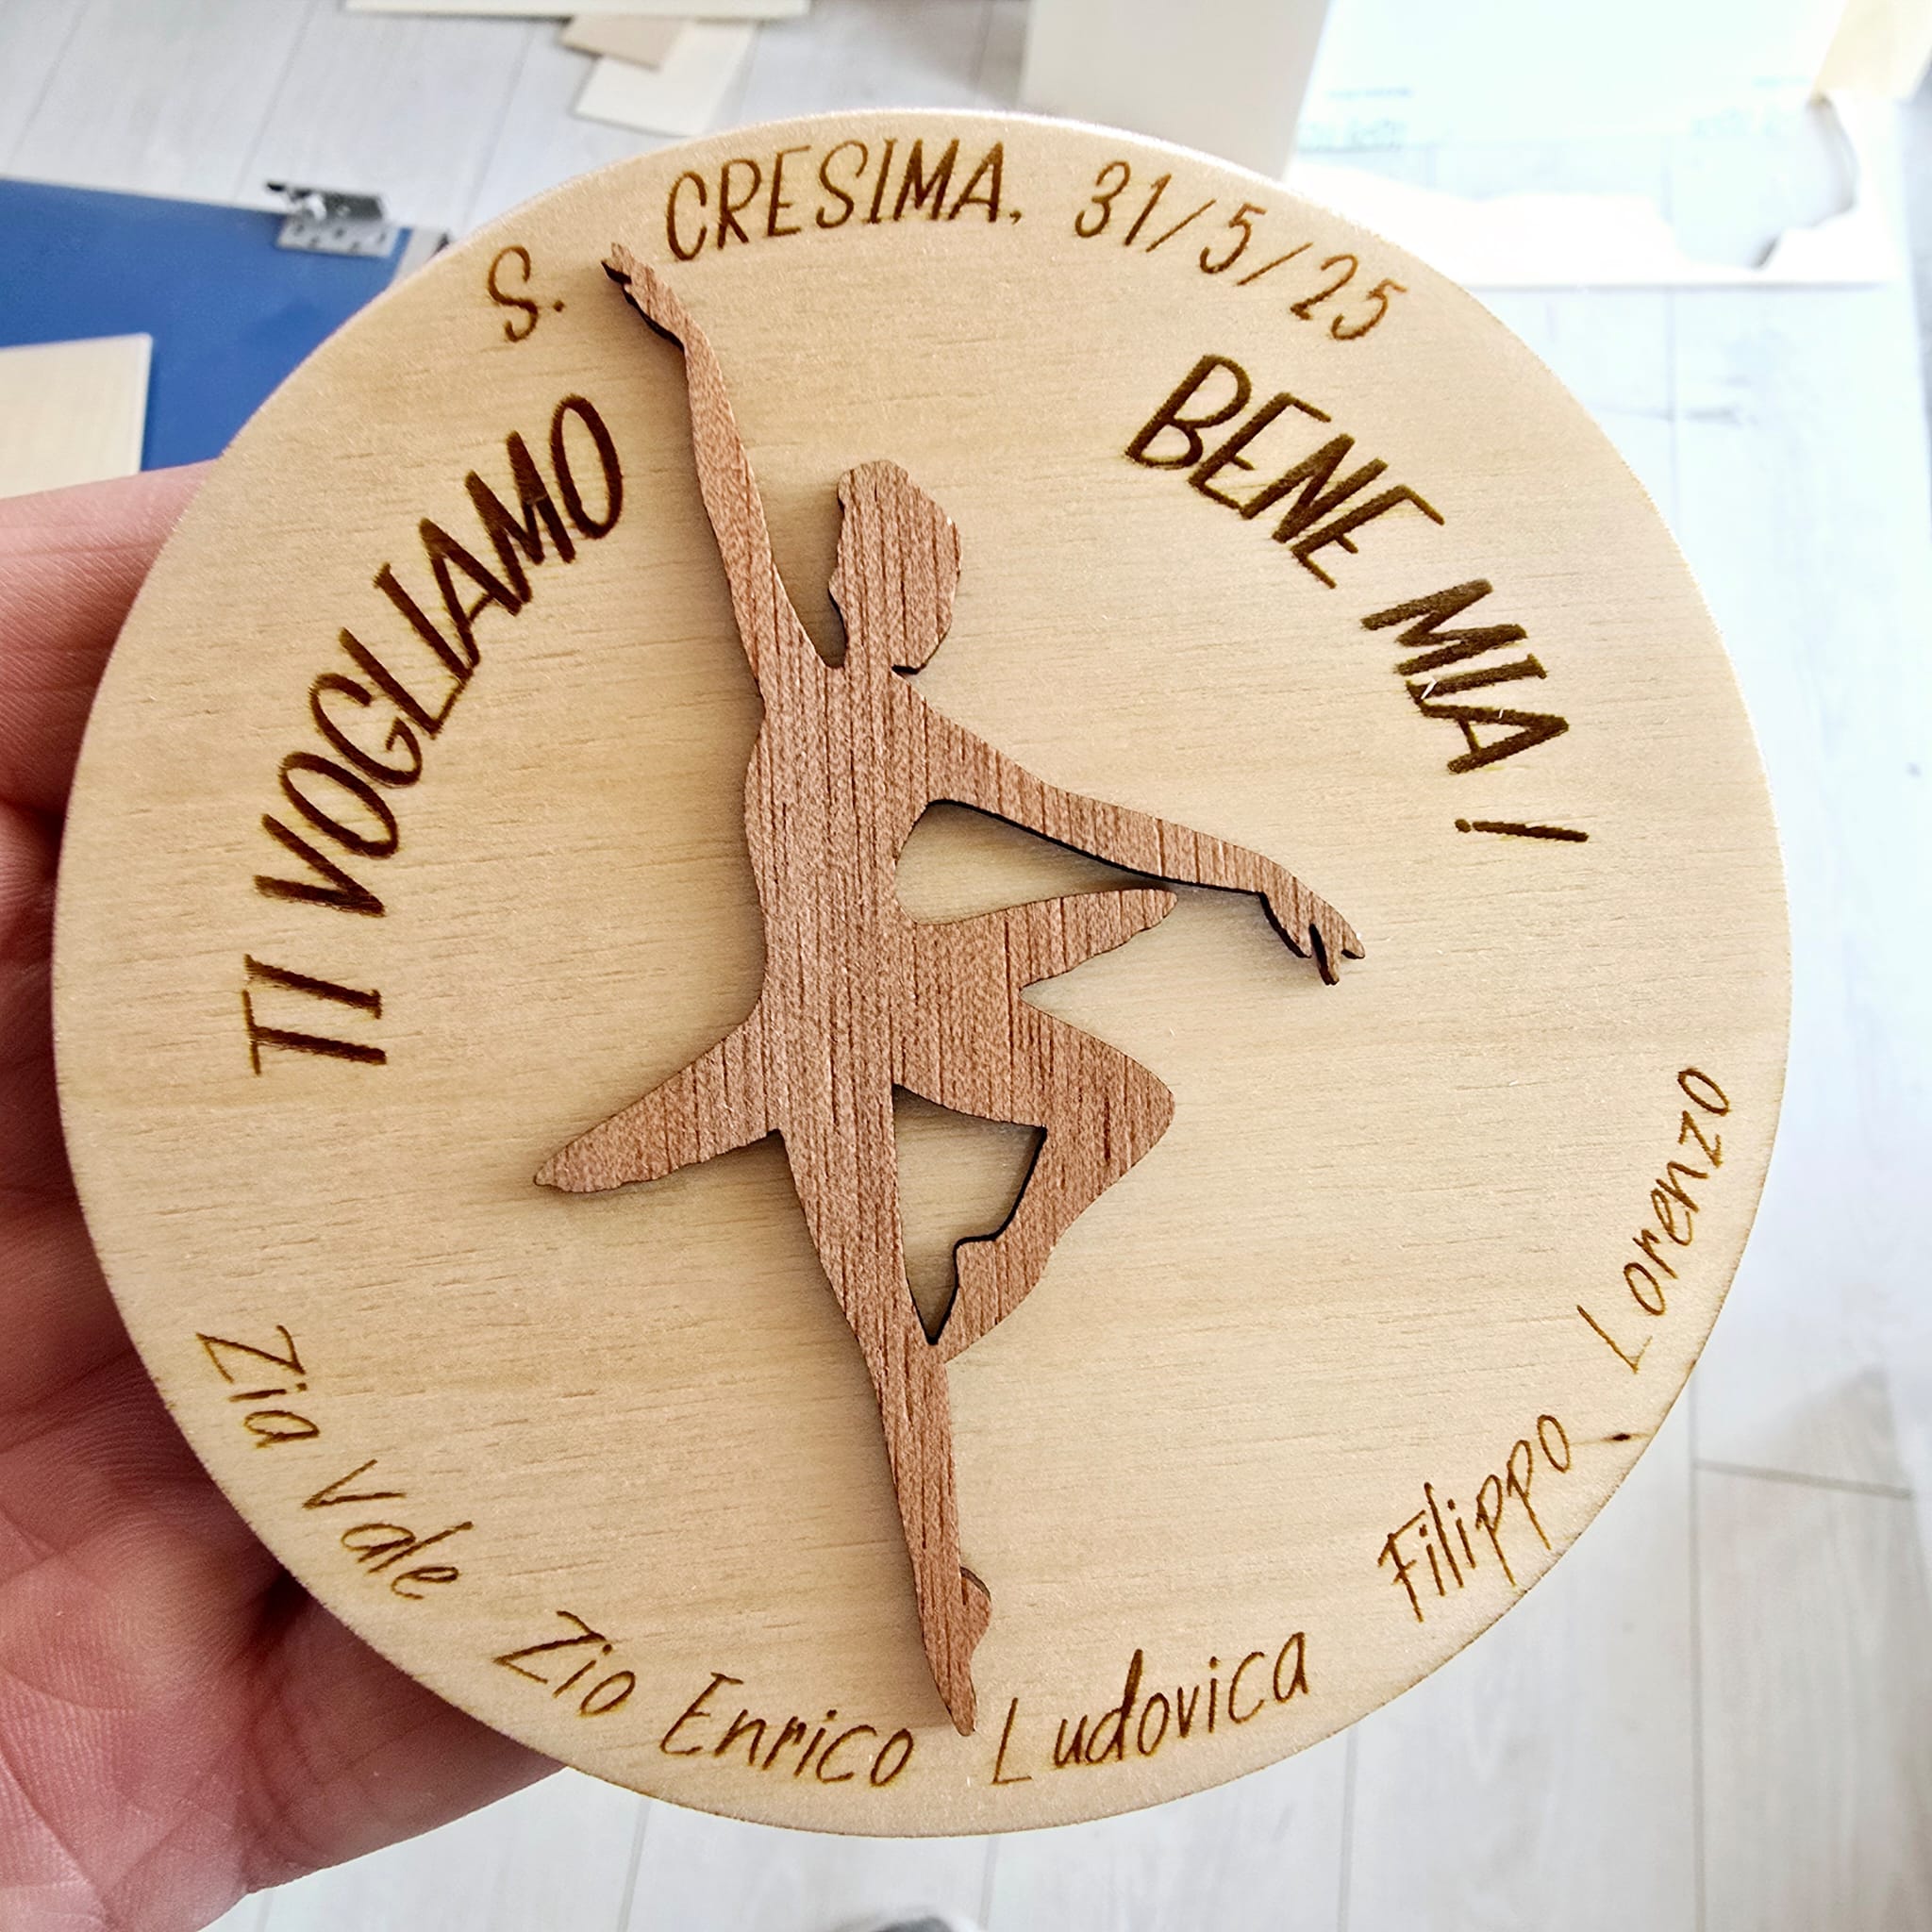 S. CRESIMA, 31/5/25
TI VOGLIAMO BENE MIA!
Zia Vale Zio Enrico Ludovica Filippo Lorenzo